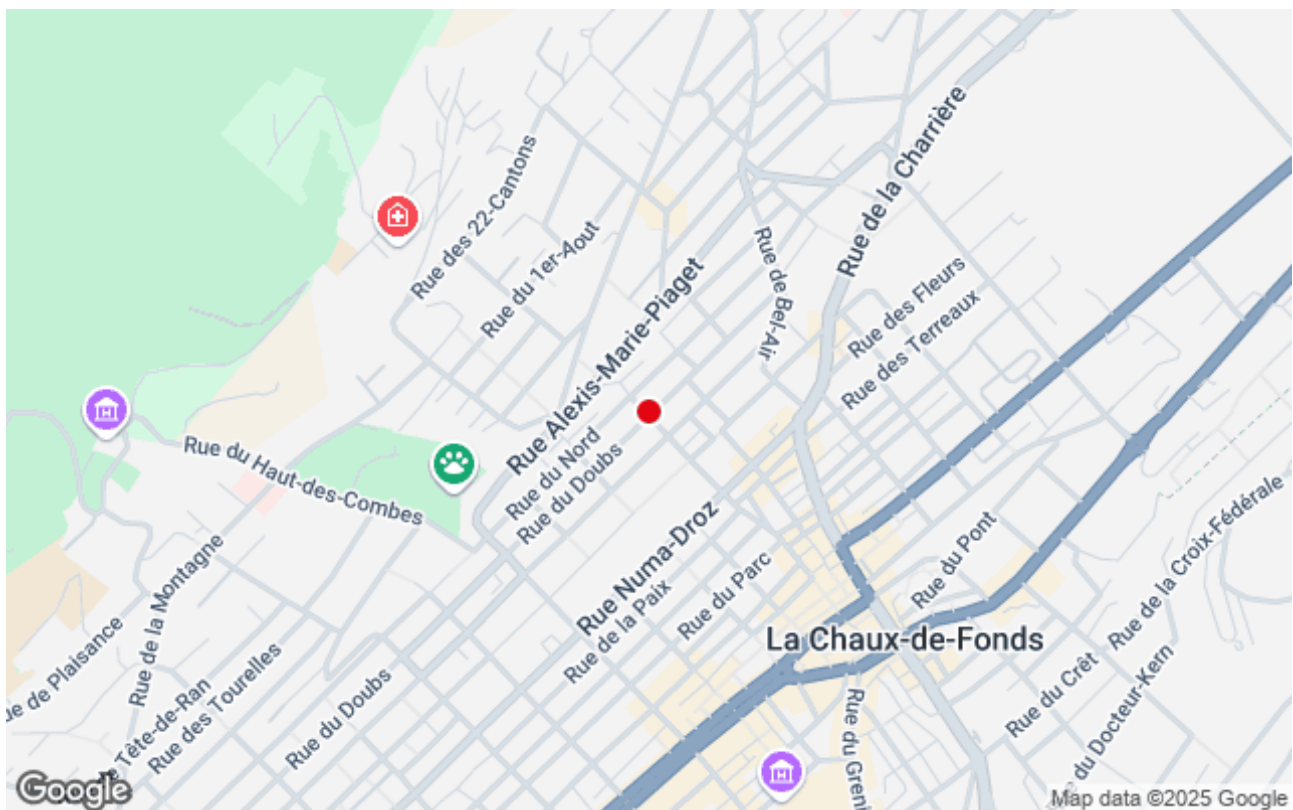 Rue de la Charrière
Rue des 22-Cantons
Rue du 1er-Aout
Rue de Bel-Air
Rue des Fleurs
Rue Alexis-Marie-Piaget
Rue des Terreaux
Rue du Haut-des-Combes
Rue du Nord
Rue du Doubs
Rue Numa-Droz
Rue du Pont
Rue de la Croix-Fédérale
Rue du Parc
Rue de la Paix
Rue de la Montagne
ue de Plaisance
La Chaux-de-Fonds
Rue des Tourelles
Rue du Doubs
e Tête-de-Ran
Rue du Crêt
e du Docteur-Kern
Rue du Greni
Google
Map data ©2025 Google